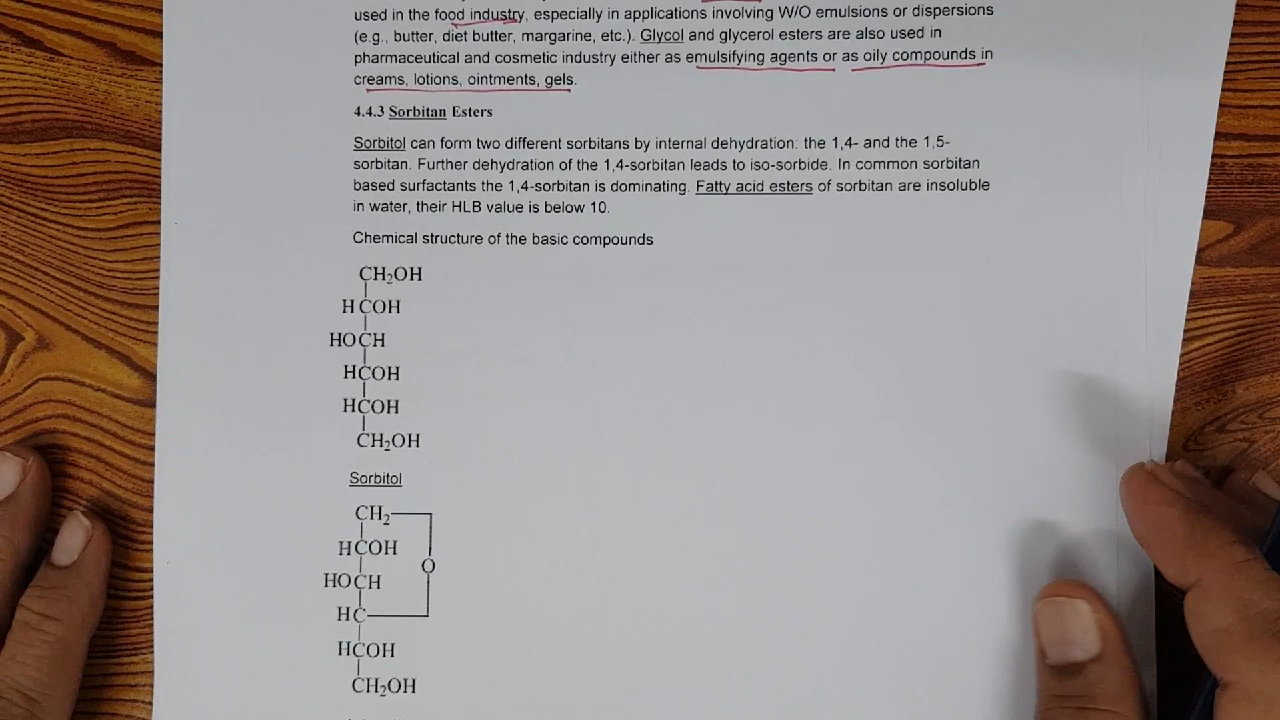 used in the food industry, especially in applications involving W/O emulsions or dispersions
(e.g., butter, diet butter, margarine, etc.). Glycol and glycerol esters are also used in
pharmaceutical and cosmetic industry either as emulsifying agents or as oily compounds in
creams, lotions, ointments, gels.
4.4.3 Sorbitan Esters
Sorbitol can form two different sorbitans by internal dehydration: the 1,4- and the 1,5-
sorbitan. Further dehydration of the 1,4-sorbitan leads to iso-sorbide. In common sorbitan
based surfactants the 1,4-sorbitan is dominating. Fatty acid esters of sorbitan are insoluble
in water, their HLB value is below 10.
Chemical structure of the basic compounds
CH₂OH
HCOH
HOCH
HCOH
HCOH
CH₂OH
Sorbitol
CH₂
HCOH
O
HOCH
HC
HCOH
CH₂OH